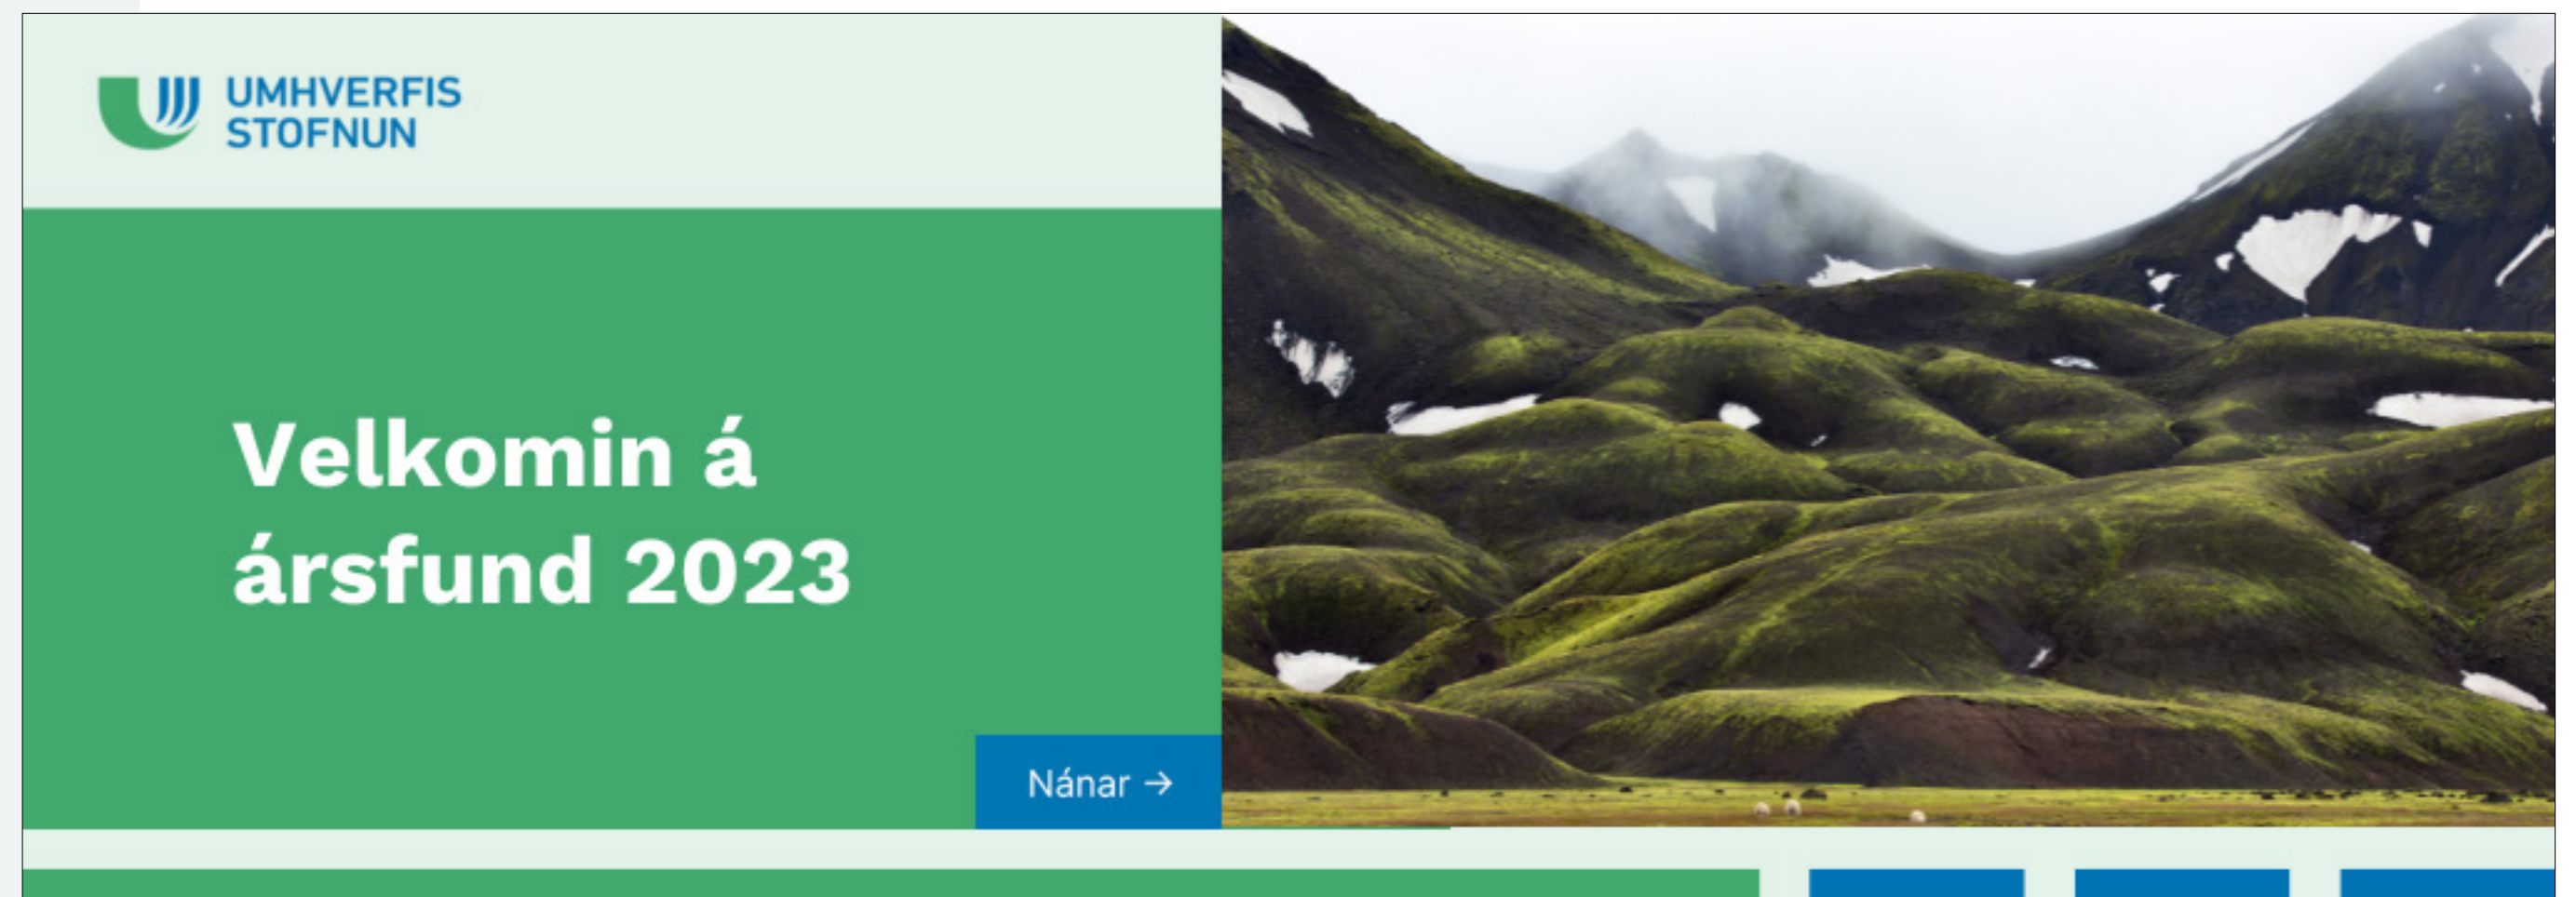 UMHVERFIS
STOFNUN
Velkomin á
ársfund 2023
Nánar →